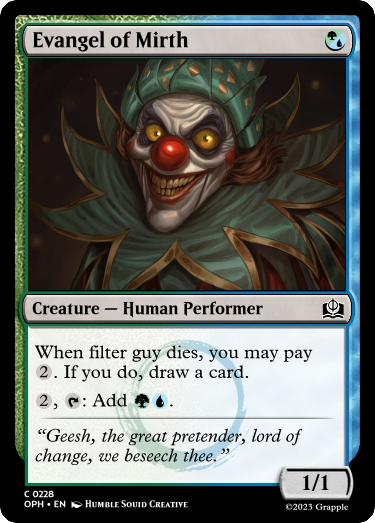 Evangel of Mirth
Creature — Human Performer
When filter guy dies, you may pay
2. If you do, draw a card.
2, : Add .
“Geesh, the great pretender, lord of
change, we beseech thee.”
1/1
C 0228
OPH • EN Humble Squid Creative
©2023 Grapple